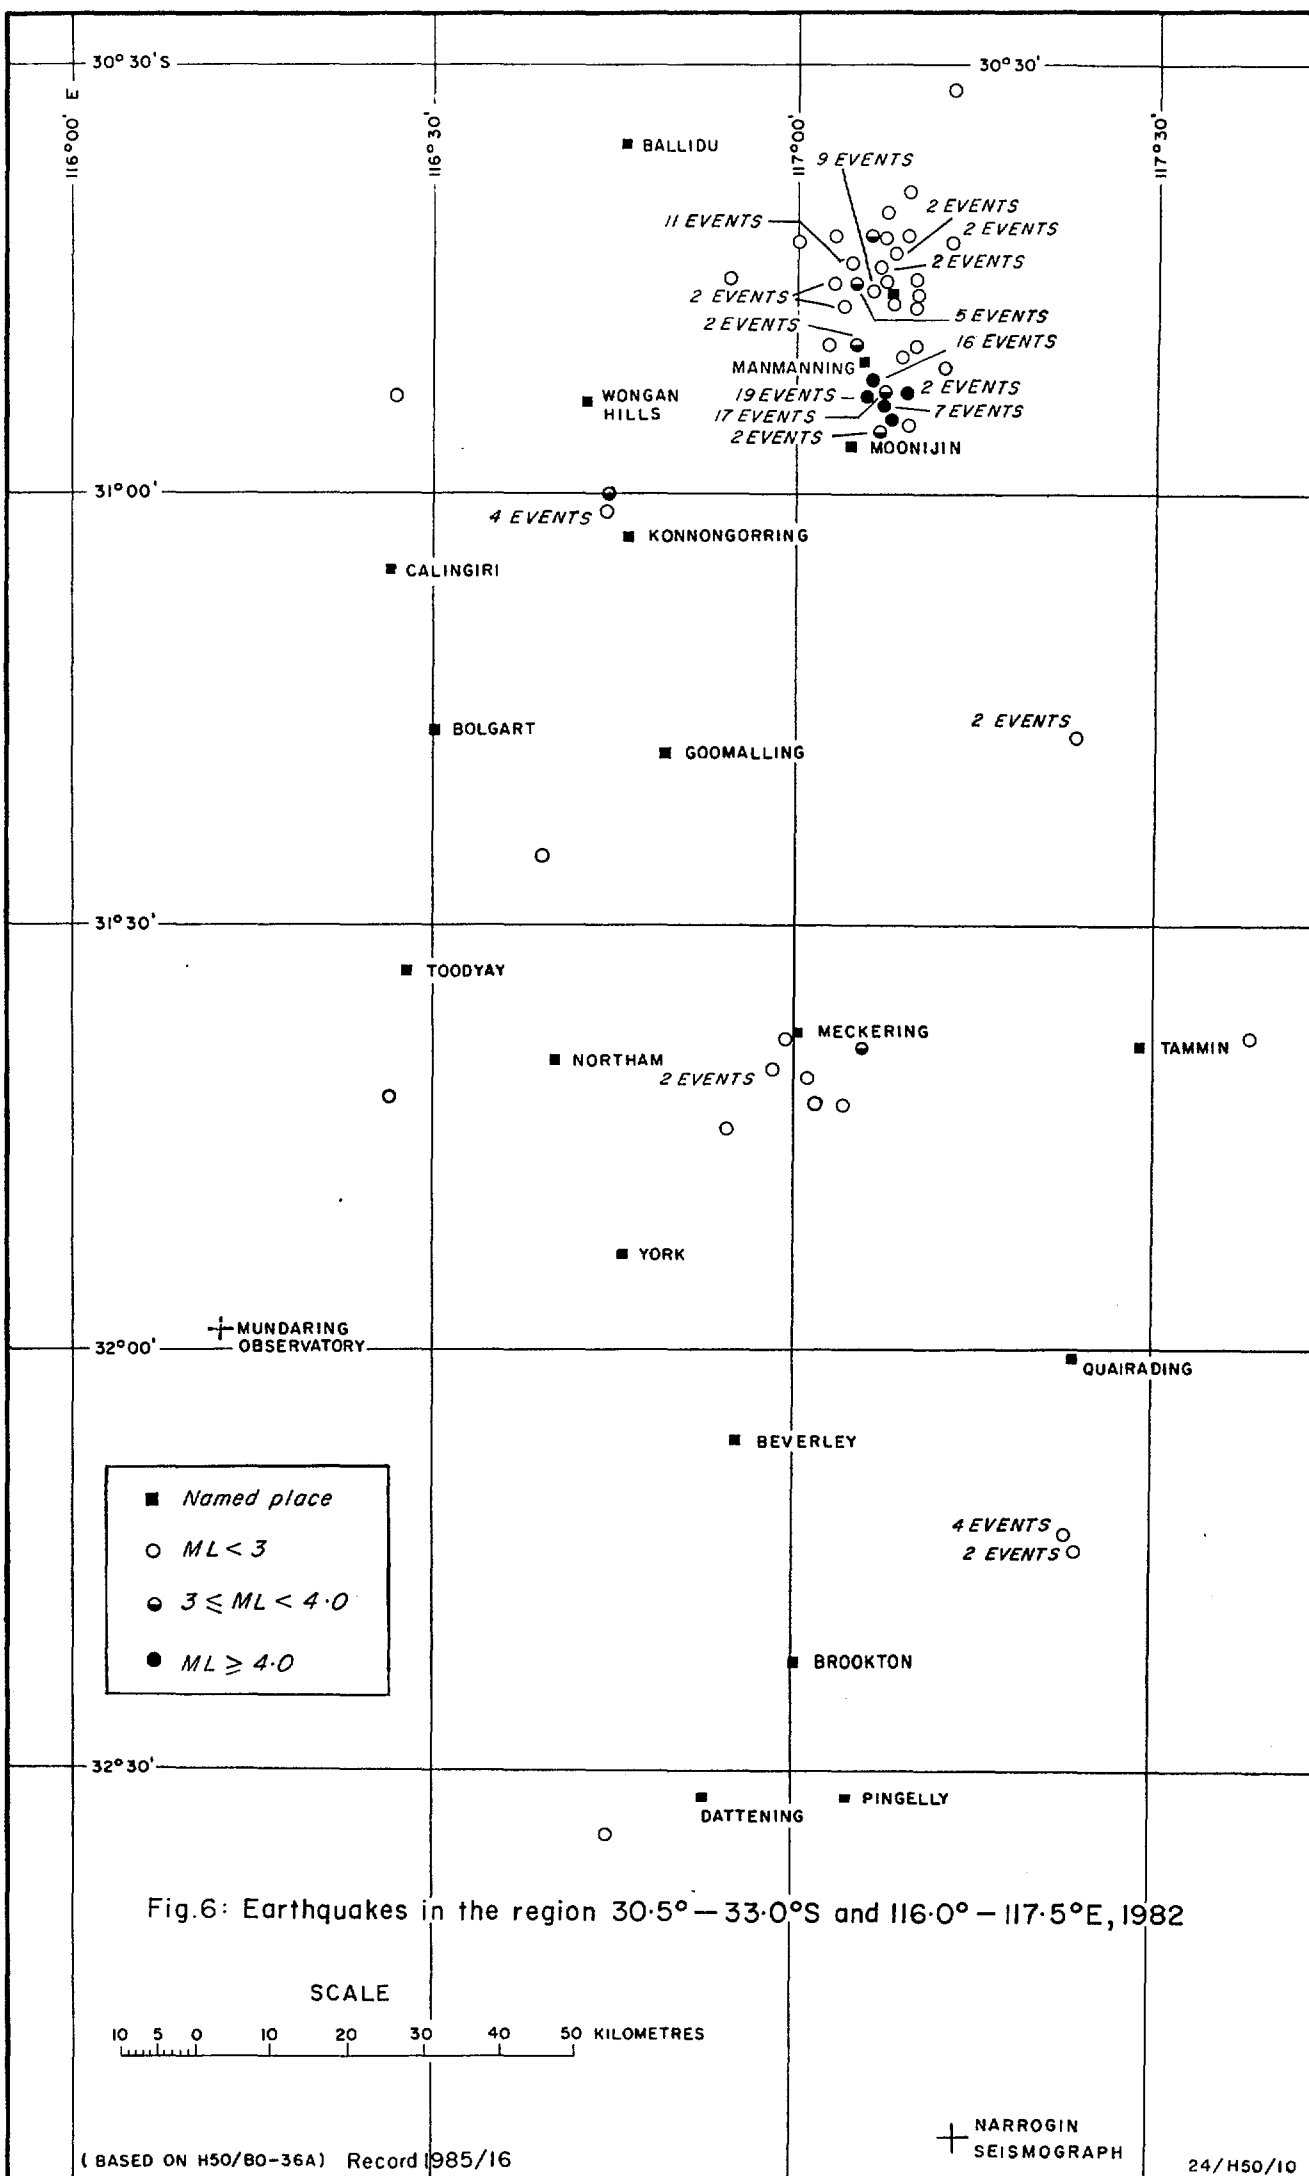 30°30'S
30°30'
116°00' E
116°30'
117°00'
117°30'
BALLIDU
9 EVENTS
2 EVENTS
11 EVENTS
2 EVENTS
2 EVENTS
2 EVENTS
5 EVENTS
2 EVENTS
16 EVENTS
MANMANNING
WONGAN
HILLS
19 EVENTS
2 EVENTS
17 EVENTS
7 EVENTS
2 EVENTS
MOONIJIN
31°00'
4 EVENTS
KONNONGORRING
CALINGIRI
BOLGART
2 EVENTS
GOOMALLING
31°30'
TOODYAY
MECKERING
NORTHAM
TAMMIN
2 EVENTS
YORK
MUNDARING
OBSERVATORY
32°00'
QUAIRADING
BEVERLEY
Named place
ML < 3
3 ⩽ ML < 4·0
ML ⩾ 4·0
4 EVENTS
2 EVENTS
BROOKTON
32°30'
DATTENING
PINGELLY
Fig.6: Earthquakes in the region 30·5° – 33·0°S and 116·0° – 117·5°E, 1982
SCALE
10 5 0 10 20 30 40 50 KILOMETRES
NARROGIN
SEISMOGRAPH
(BASED ON H50/B0-36A) Record 1985/16
24/H50/10